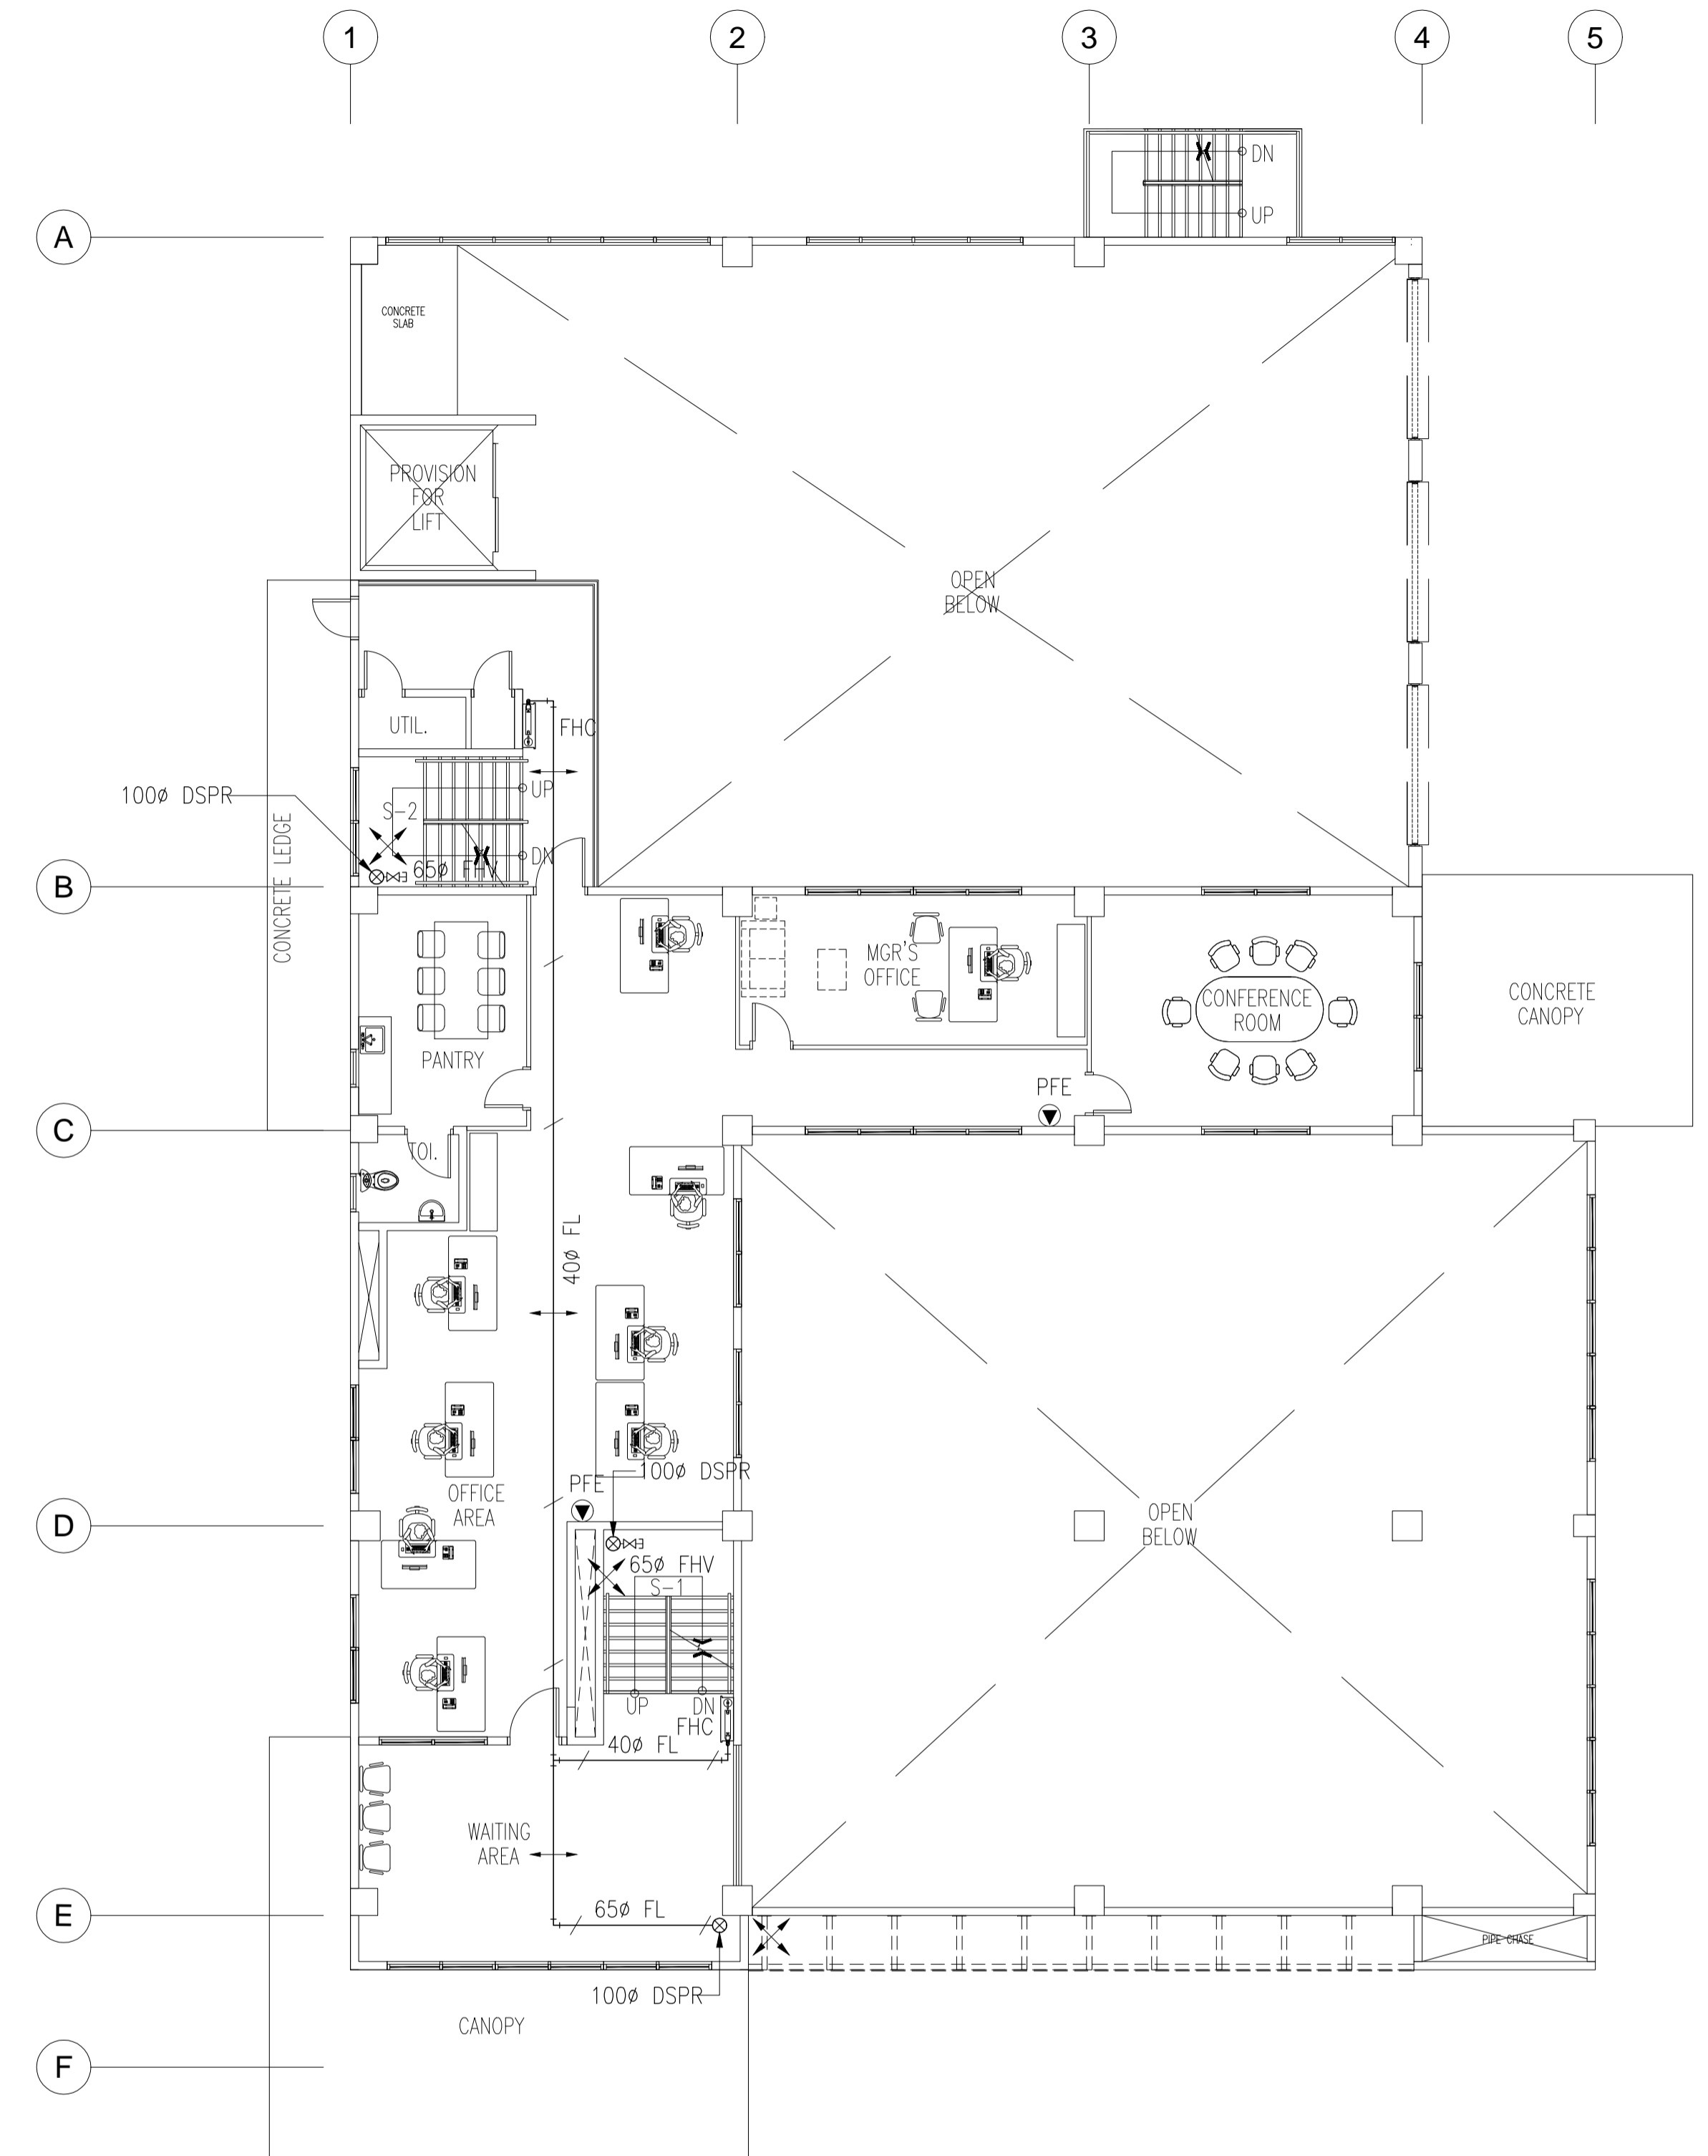 1
2
3
4
5
DN
UP
A
CONCRETE
SLAB
PROVISION
FOR
LIFT
OPEN
BELOW
UTIL.
FHC
UP
100ø DSPR
S-2
DN
65ø FHV
CONCRETE LEDGE
B
MGR'S
OFFICE
CONFERENCE
ROOM
CONCRETE
CANOPY
PANTRY
PFE
C
TOI.
40ø FL
100ø DSPR
PFE
OFFICE
AREA
OPEN
BELOW
D
65ø FHV
S-1
UP
DN
FHC
40ø FL
WAITING
AREA
E
65ø FL
PIPE CHASE
100ø DSPR
CANOPY
F